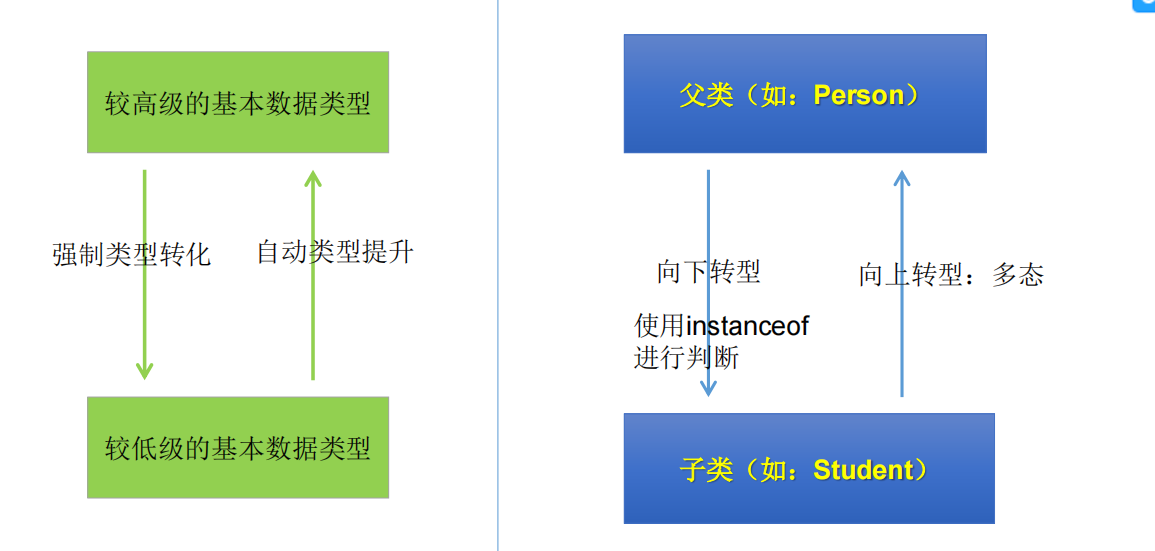 较高级的基本数据类型
强制类型转化
自动类型提升
较低级的基本数据类型
父类（如：Person）
向下转型
使用instanceof
进行判断
向上转型：多态
子类（如：Student）